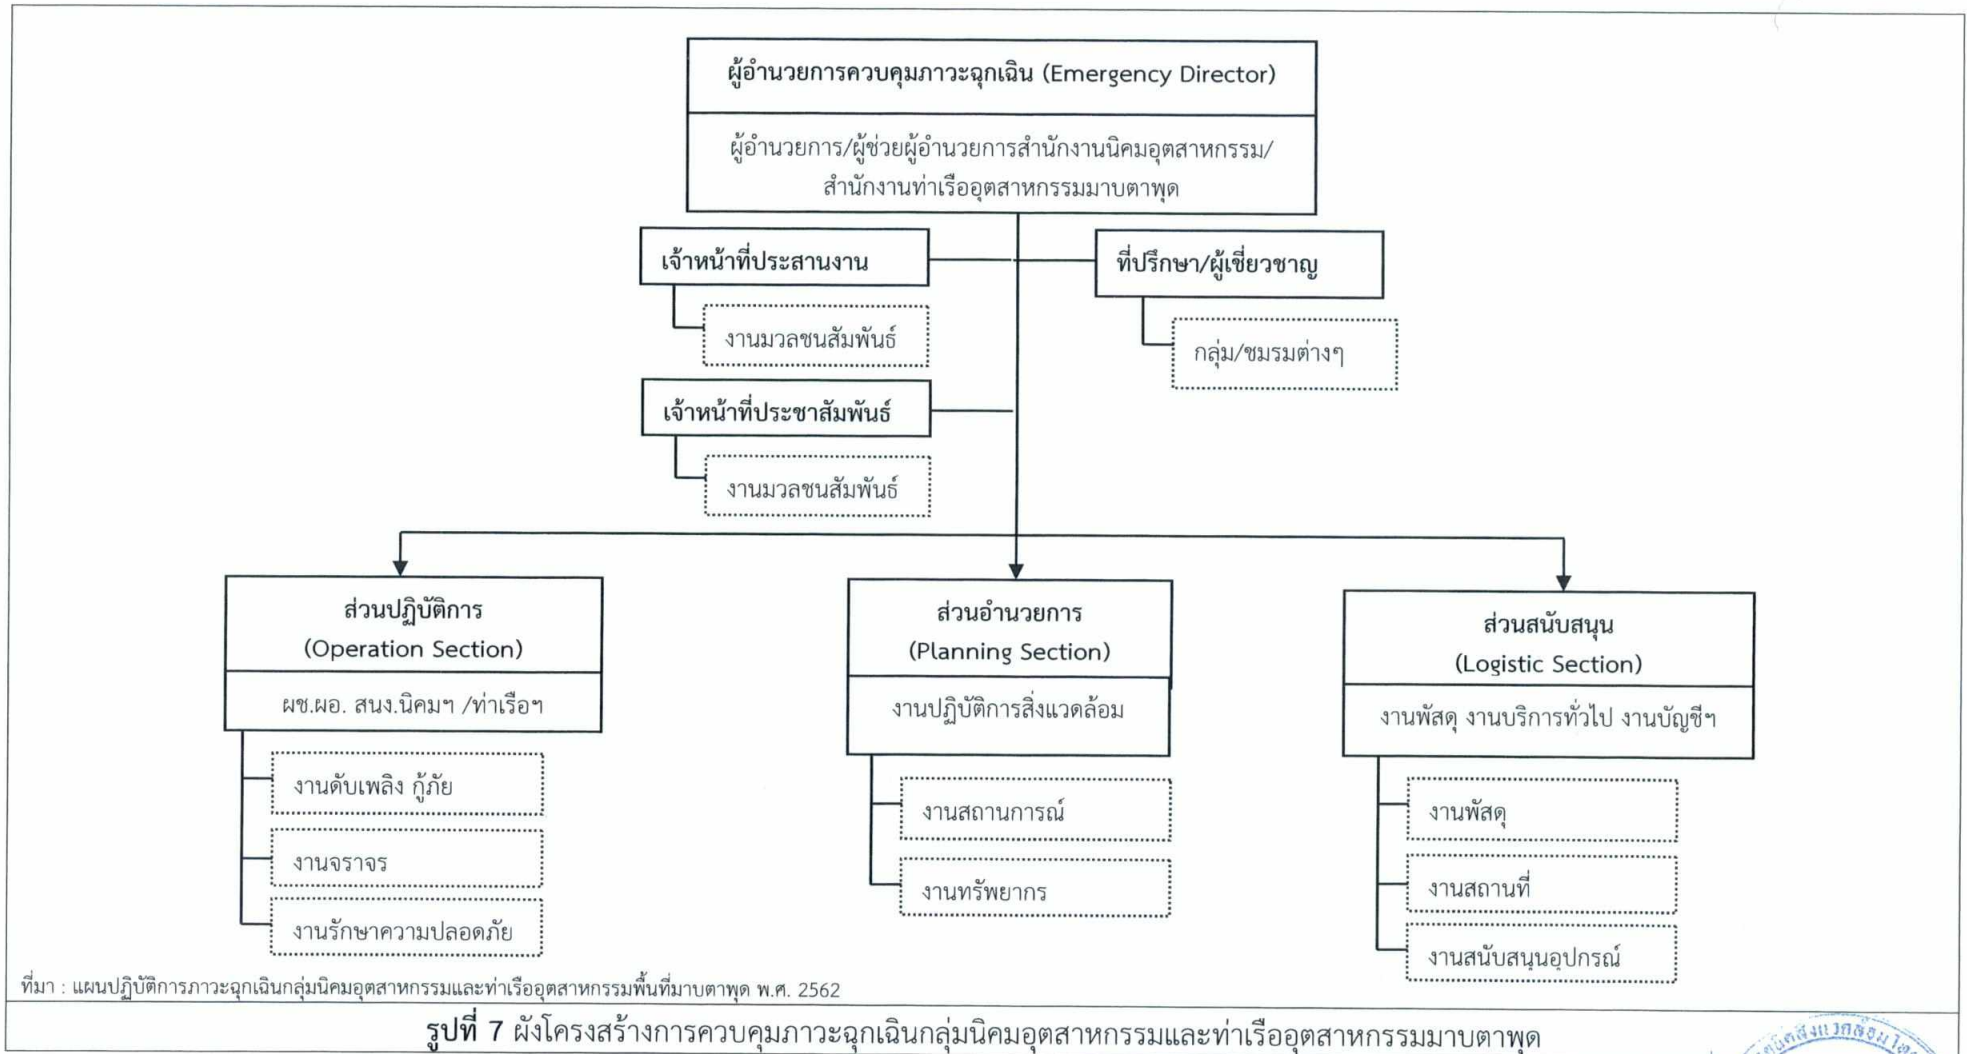 ผู้อำนวยการควบคุมภาวะฉุกเฉิน (Emergency Director)
ผู้อำนวยการ/ผู้ช่วยผู้อำนวยการสำนักงานนิคมอุตสาหกรรม/
สำนักงานท่าเรืออุตสาหกรรมมาบตาพุด
เจ้าหน้าที่ประสานงาน
ที่ปรึกษา/ผู้เชี่ยวชาญ
งานมวลชนสัมพันธ์
กลุ่ม/ชมรมต่างๆ
เจ้าหน้าที่ประชาสัมพันธ์
งานมวลชนสัมพันธ์
ส่วนปฏิบัติการ
(Operation Section)
ผช.ผอ. สนง.นิคมฯ /ท่าเรือฯ
งานดับเพลิง กู้ภัย
งานจราจร
งานรักษาความปลอดภัย
ส่วนอำนวยการ
(Planning Section)
งานปฏิบัติการสิ่งแวดล้อม
งานสถานการณ์
งานทรัพยากร
ส่วนสนับสนุน
(Logistic Section)
งานพัสดุ งานบริการทั่วไป งานบัญชีฯ
งานพัสดุ
งานสถานที่
งานสนับสนุนอุปกรณ์
ที่มา : แผนปฏิบัติการภาวะฉุกเฉินกลุ่มนิคมอุตสาหกรรมและท่าเรืออุตสาหกรรมพื้นที่มาบตาพุด พ.ศ. 2562
รูปที่ 7 ผังโครงสร้างการควบคุมภาวะฉุกเฉินกลุ่มนิคมอุตสาหกรรมและท่าเรืออุตสาหกรรมมาบตาพุด